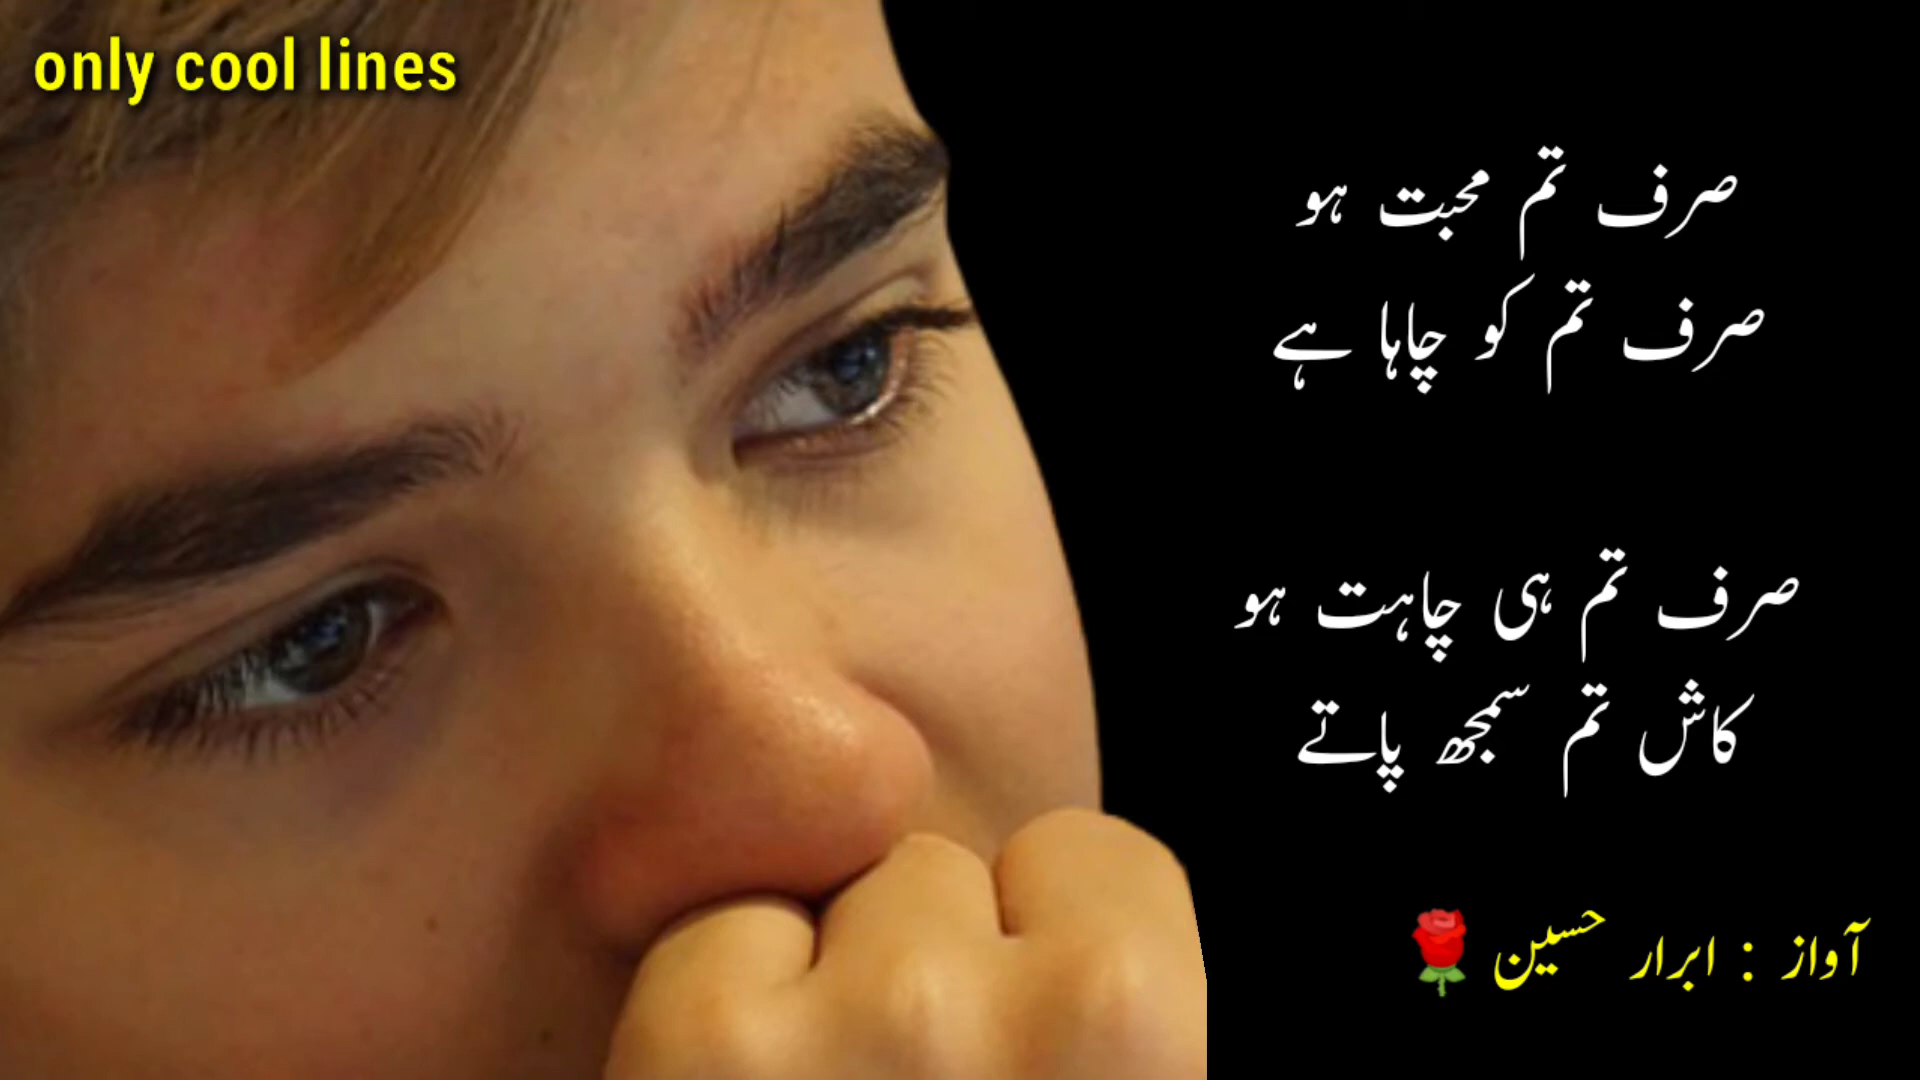 only cool lines
صرف تم محبت ہو
صرف تم کو چاہا ہے
صرف تم ہی چاہت ہو
کاش تم سمجھ پاتے
آواز : ابرار حسین 🌹